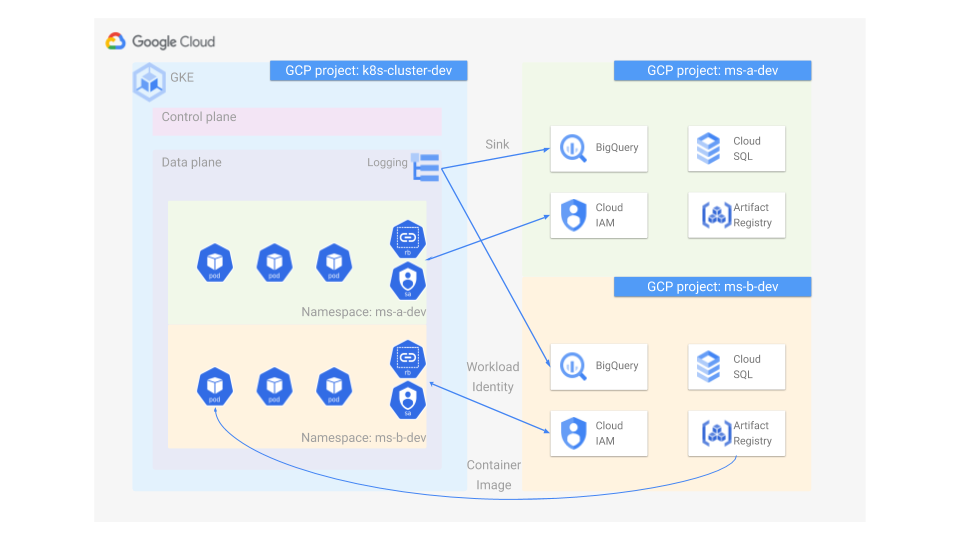 Google Cloud
GKE
GCP project: k8s-cluster-dev
Control plane
Data plane
Logging
rb
pod
pod
pod
sa
Namespace: ms-a-dev
rb
pod
pod
pod
sa
Namespace: ms-b-dev
Sink
Workload
Identity
Container
Image
GCP project: ms-a-dev
BigQuery
Cloud
SQL
Cloud
IAM
Artifact
Registry
GCP project: ms-b-dev
BigQuery
Cloud
SQL
Cloud
IAM
Artifact
Registry